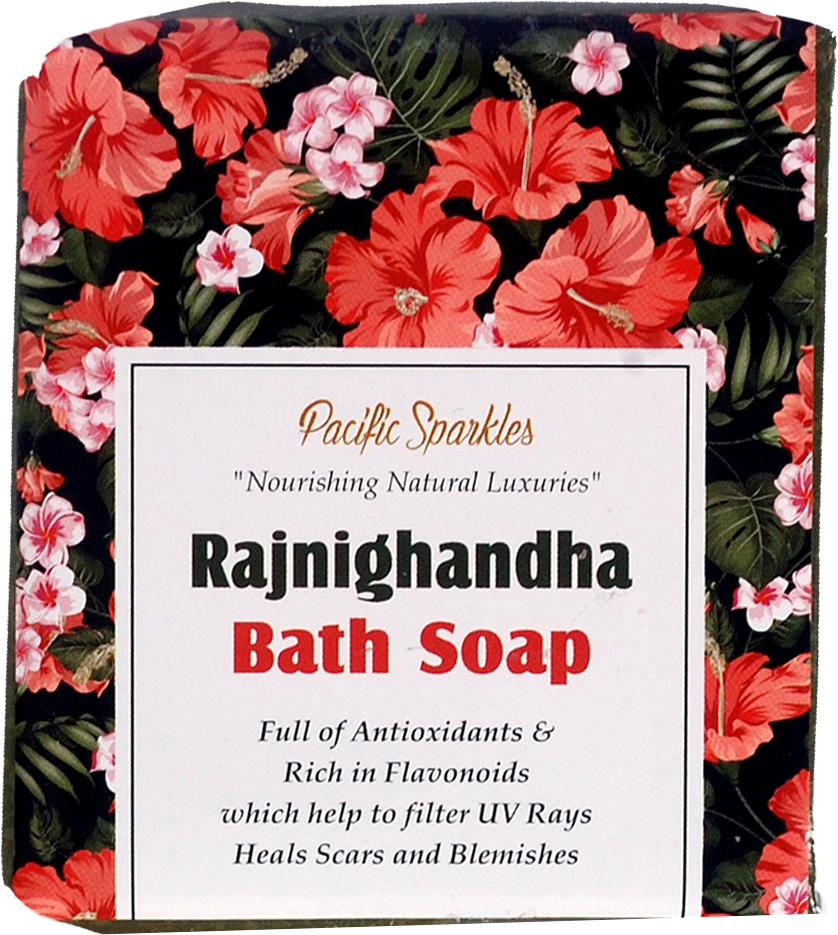 Pacific Sparkles
"Nourishing Natural Luxuries"
Rajnighandha
Bath Soap
Full of Antioxidants &
Rich in Flavonoids
which help to filter UV Rays
Heals Scars and Blemishes